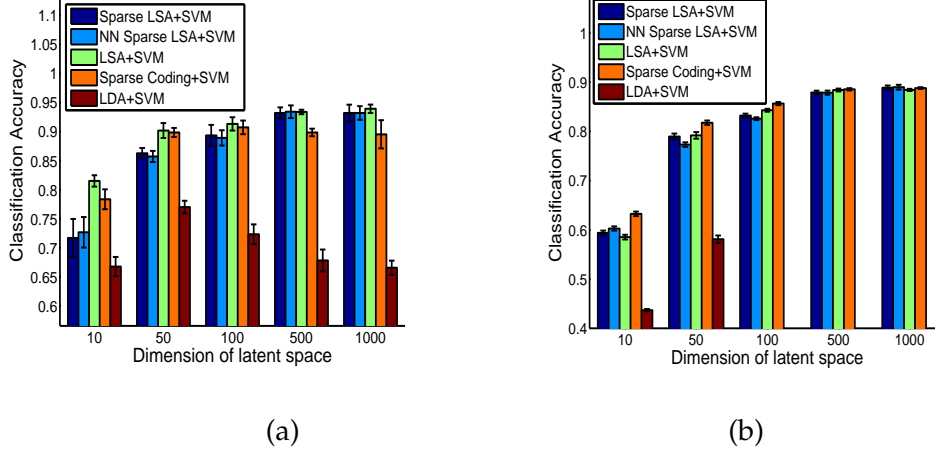 1.1
1.05
1
0.95
0.9
0.85
0.8
0.75
0.7
0.65
0.6
Classification Accuracy
Sparse LSA+SVM
NN Sparse LSA+SVM
LSA+SVM
Sparse Coding+SVM
LDA+SVM
10 50 100 500 1000
Dimension of latent space
(a)
1
0.9
0.8
0.7
0.6
0.5
0.4
Classification Accuracy
Sparse LSA+SVM
NN Sparse LSA+SVM
LSA+SVM
Sparse Coding+SVM
LDA+SVM
10 50 100 500 1000
Dimension of latent space
(b)